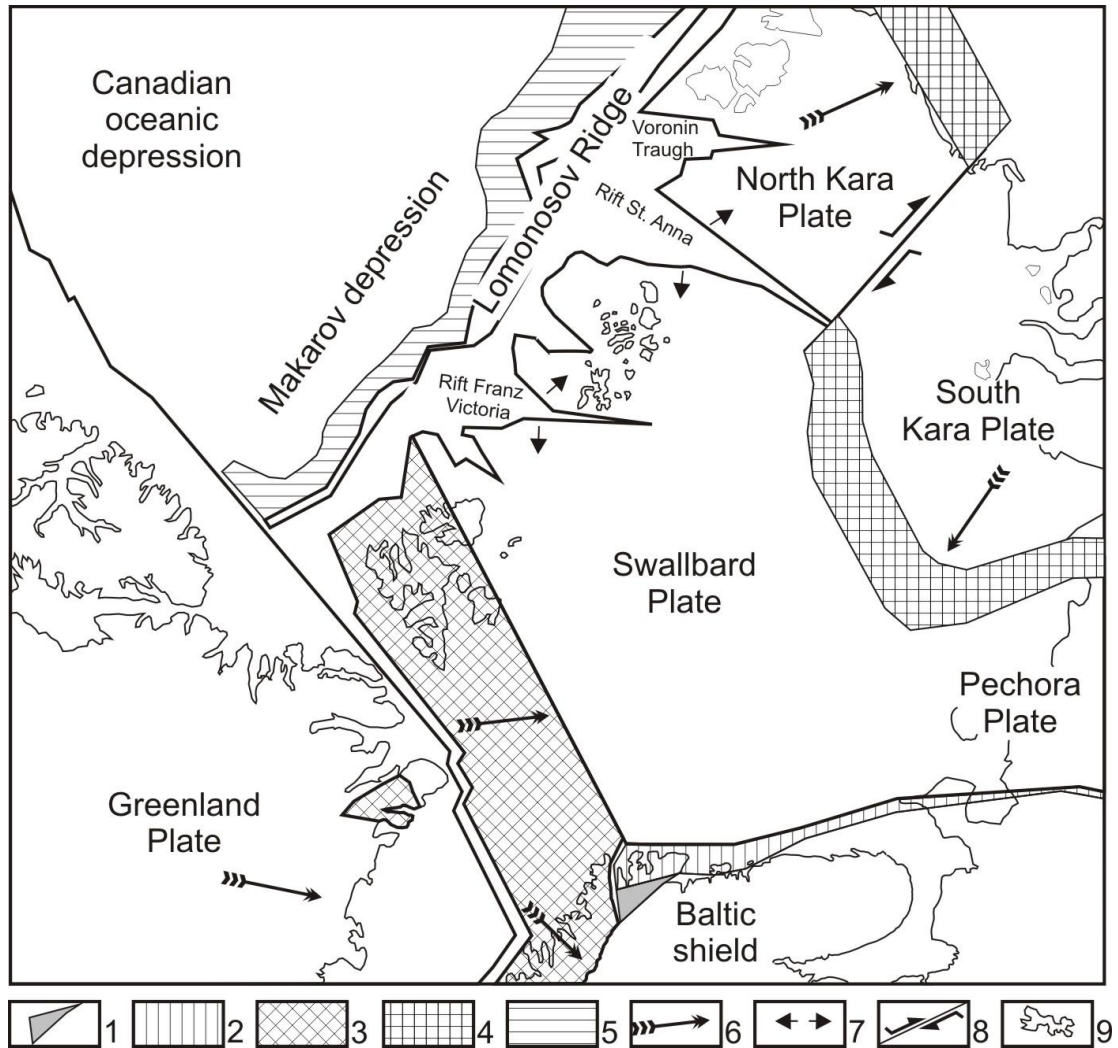 Canadian
oceanic
depression
Makarov depression
Lomonosov Ridge
Voronin
Traugh
North Kara
Plate
Rift St. Anna
Rift Franz
Victoria
South
Kara Plate
Swallbard
Plate
Pechora
Plate
Greenland
Plate
Baltic
shield
1 2 3 4 5 6 7 8 9